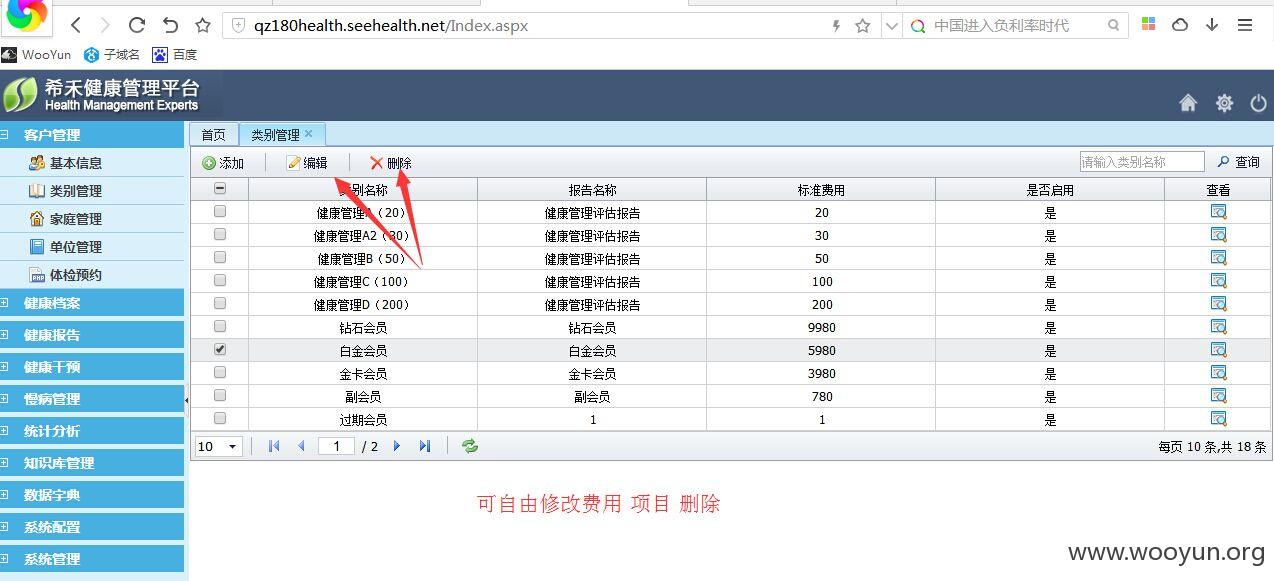 qz180health.seehealth.net/Index.aspx
中国进入负利率时代
WooYun 子域名 百度
希禾健康管理平台
Health Management Experts
客户管理
基本信息
类别管理
家庭管理
单位管理
体检预约
健康档案
健康报告
健康干预
慢病管理
统计分析
知识库管理
数据字典
系统配置
系统管理
首页 类别管理
添加 编辑 删除 请输入类别名称 查询
类别名称 报告名称 标准费用 是否启用 查看
健康管理A（20） 健康管理评估报告 20 是
健康管理A2（30） 健康管理评估报告 30 是
健康管理B（50） 健康管理评估报告 50 是
健康管理C（100） 健康管理评估报告 100 是
健康管理D（200） 健康管理评估报告 200 是
钻石会员 钻石会员 9980 是
白金会员 白金会员 5980 是
金卡会员 金卡会员 3980 是
副会员 副会员 780 是
过期会员 1 1 是
10 1 / 2 每页 10 条,共 18 条
可自由修改费用 项目 删除
www.wooyun.org